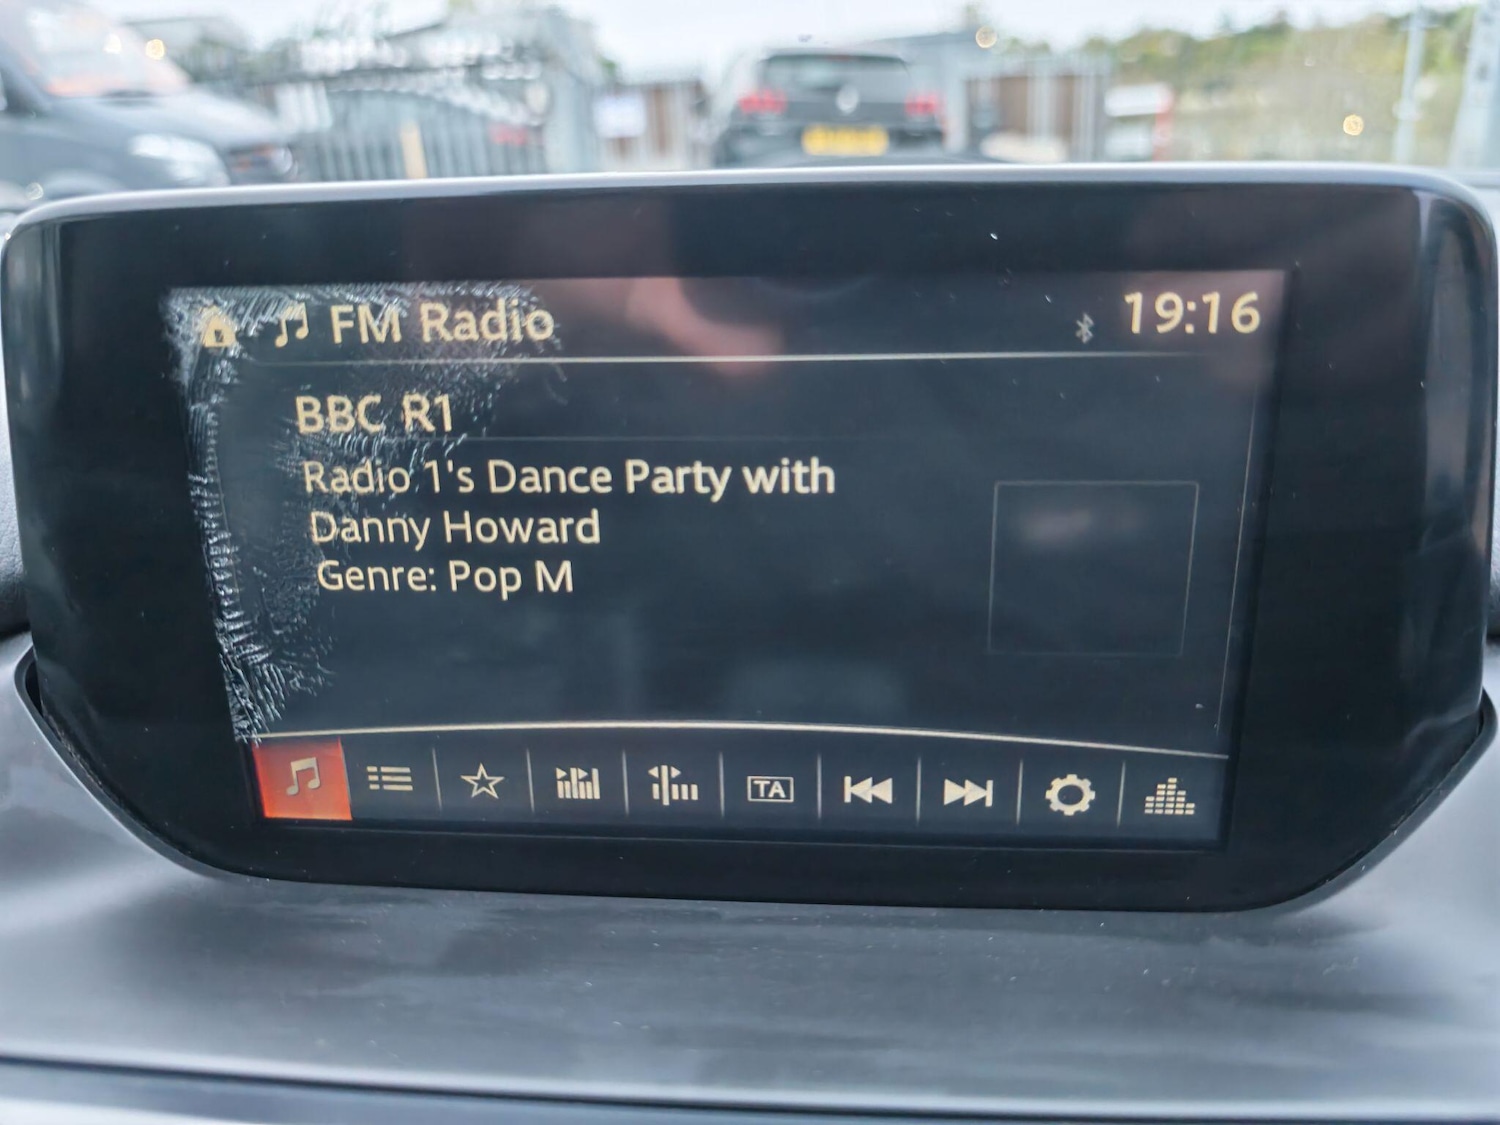 FM Radio
19:16
BBC R1
Radio 1's Dance Party with
Danny Howard
Genre: Pop M
TA